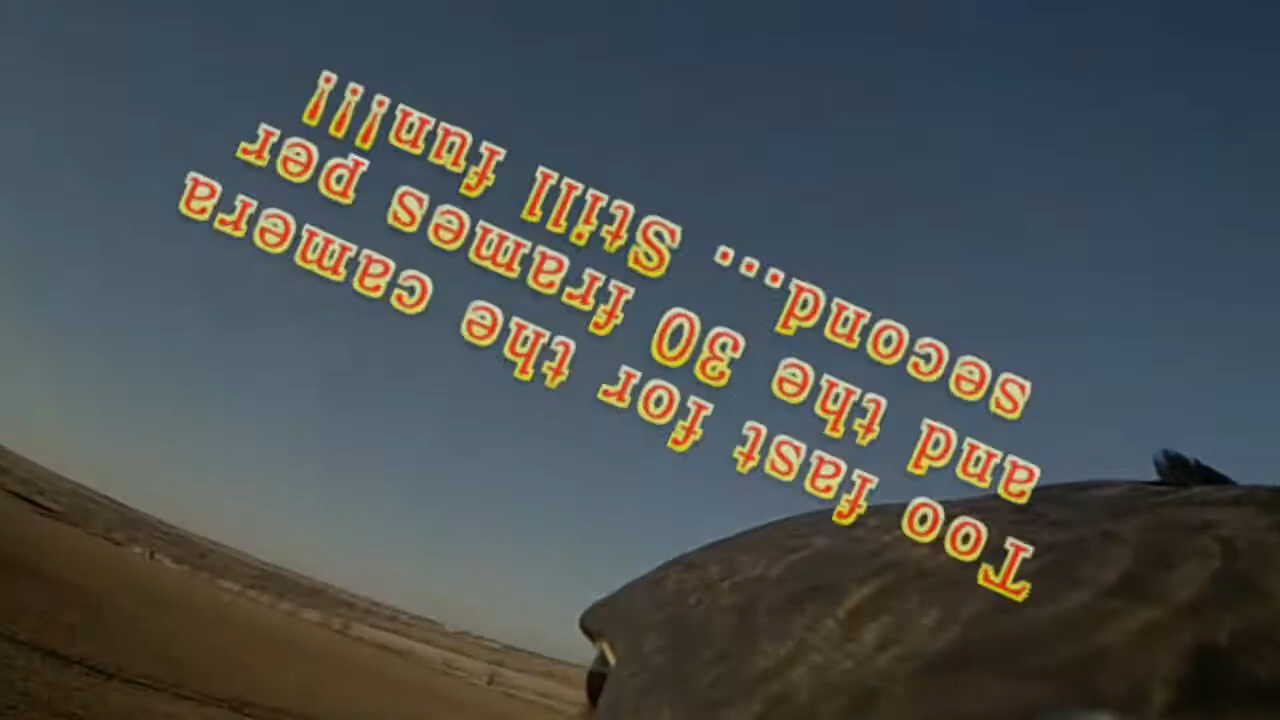 Too fast for the camera
and the 30 frames per
second... Still fun!!!